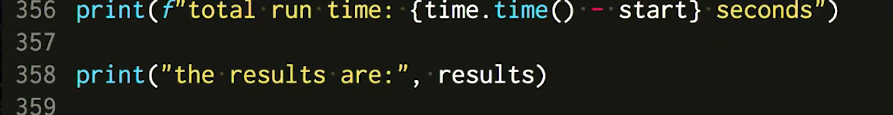 356 print(f"total run time: {time.time() - start} seconds")
357
358 print("the results are:", results)
359